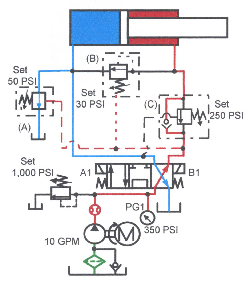 (B)
Set
50 PSI
(A)
Set
30 PSI
(C)
Set
250 PSI
Set
1,000 PSI
A1
B1
PG1
350 PSI
10 GPM
M